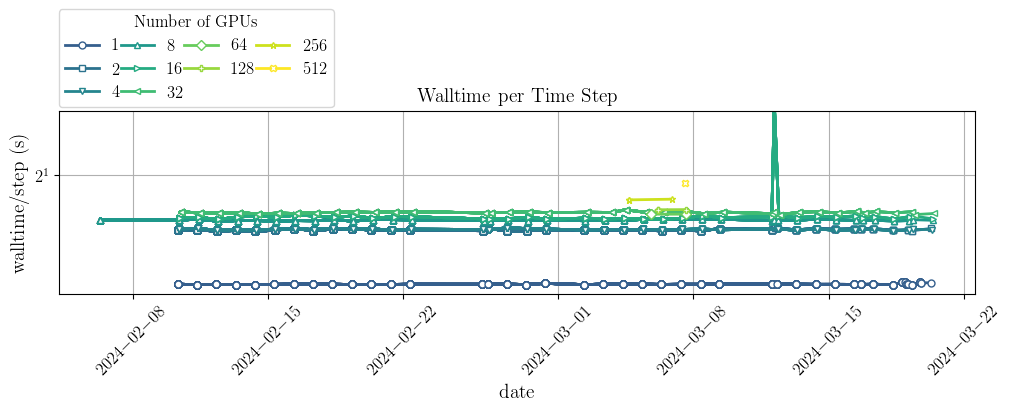 Number of GPUs
1 8 64 256
2 16 128 512
4 32
Walltime per Time Step
walltime/step (s)
2^1
2024−02−08 2024−02−15 2024−02−22 2024−03−01 2024−03−08 2024−03−15 2024−03−22
date